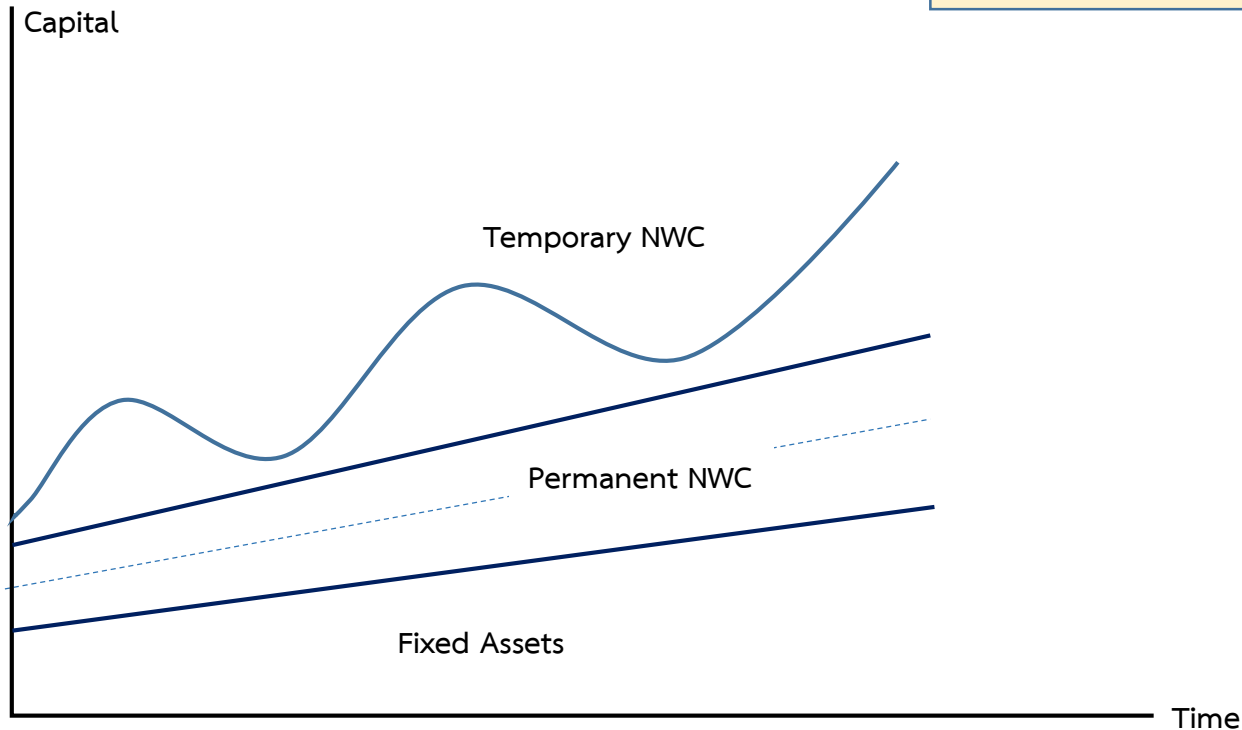 Capital
Temporary NWC
Permanent NWC
Fixed Assets
Time